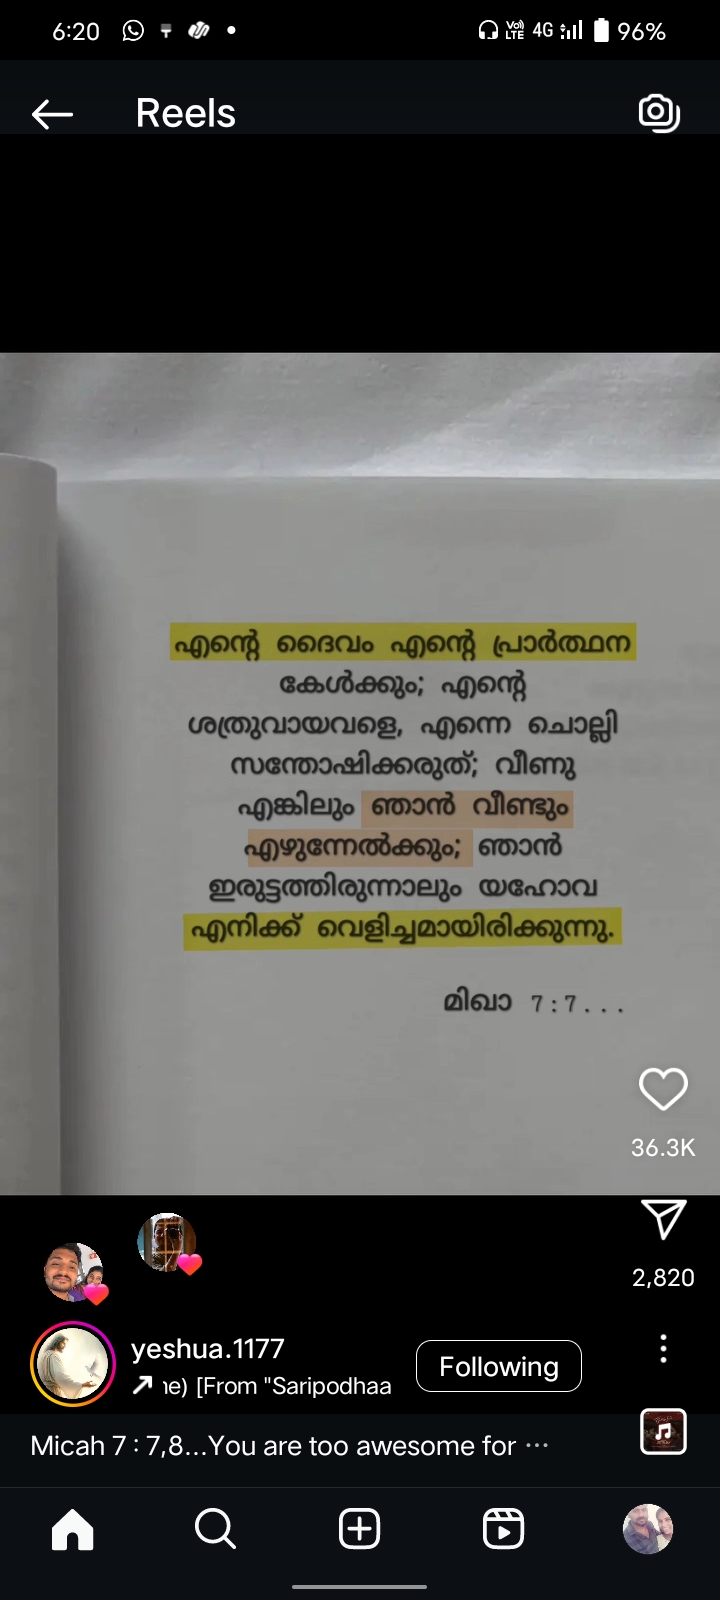 6:20 Vo) LTE 4G 96%
Reels
എന്റെ ദൈവം എന്റെ പ്രാർത്ഥന
കേൾക്കും; എന്റെ
ശത്രുവായവളെ, എന്നെ ചൊല്ലി
സന്തോഷിക്കരുത്; വീണു
എങ്കിലും ഞാൻ വീണ്ടും
എഴുന്നേൽക്കും; ഞാൻ
ഇരുട്ടത്തിരുന്നാലും യഹോവ
എനിക്ക് വെളിച്ചമായിരിക്കുന്നു.
മിഖാ 7:7...
36.3K
2,820
yeshua.1177
Following
ne) [From "Saripodhaa
Micah 7 : 7,8...You are too awesome for ...